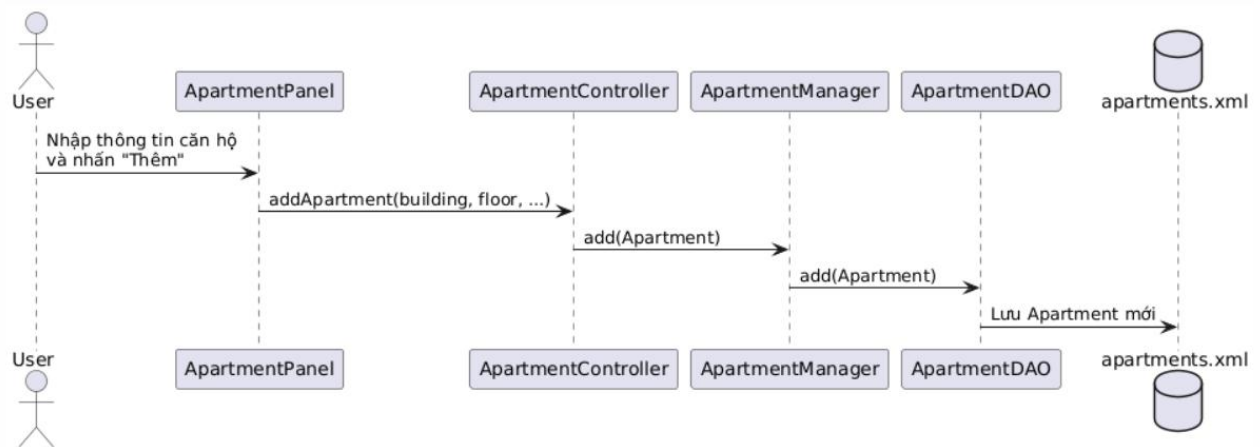 User
ApartmentPanel
ApartmentController
ApartmentManager
ApartmentDAO
apartments.xml
Nhập thông tin căn hộ
và nhấn "Thêm"
addApartment(building, floor, ...)
add(Apartment)
add(Apartment)
Lưu Apartment mới
User
ApartmentPanel
ApartmentController
ApartmentManager
ApartmentDAO
apartments.xml